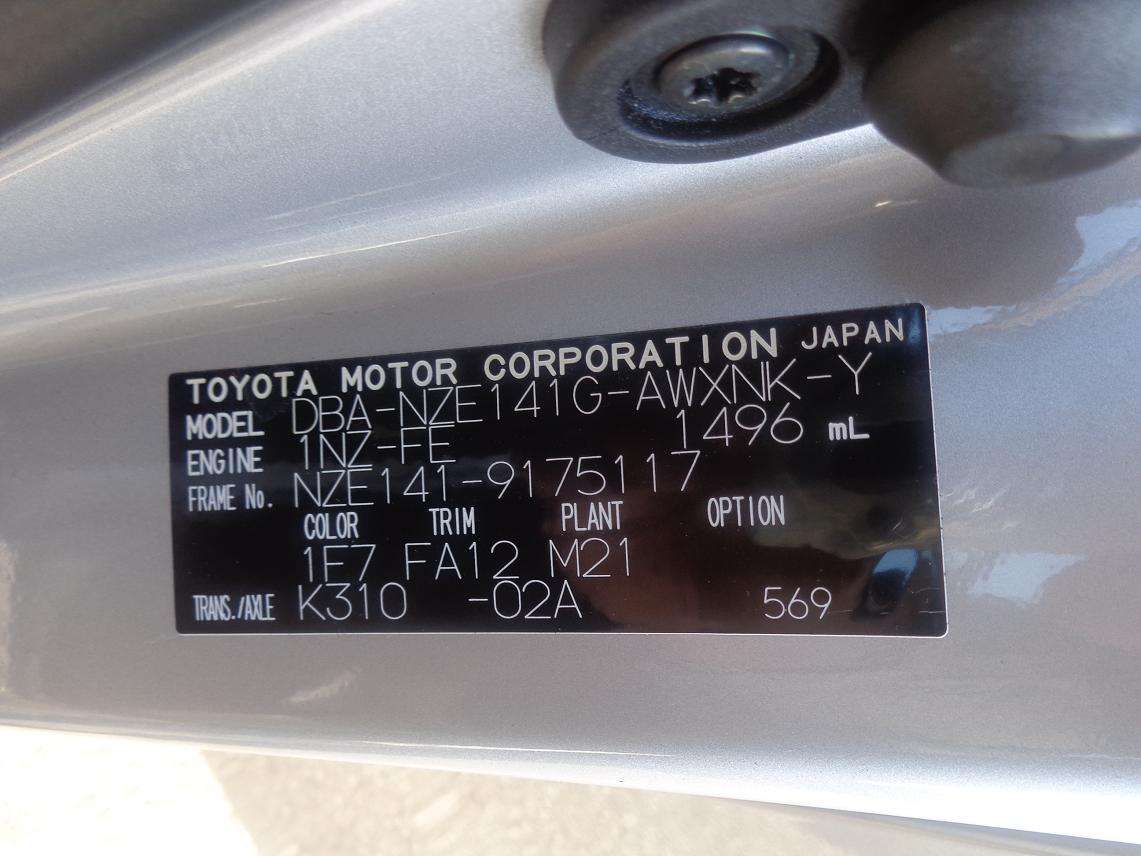 TOYOTA MOTOR CORPORATION JAPAN
MODEL DBA-NZE141G-AWXNK-Y
ENGINE 1NZ-FE 1496 mL
FRAME No. NZE141-9175117
COLOR TRIM PLANT OPTION
1F7 FA12 M21
TRANS./AXLE K310 -02A 569